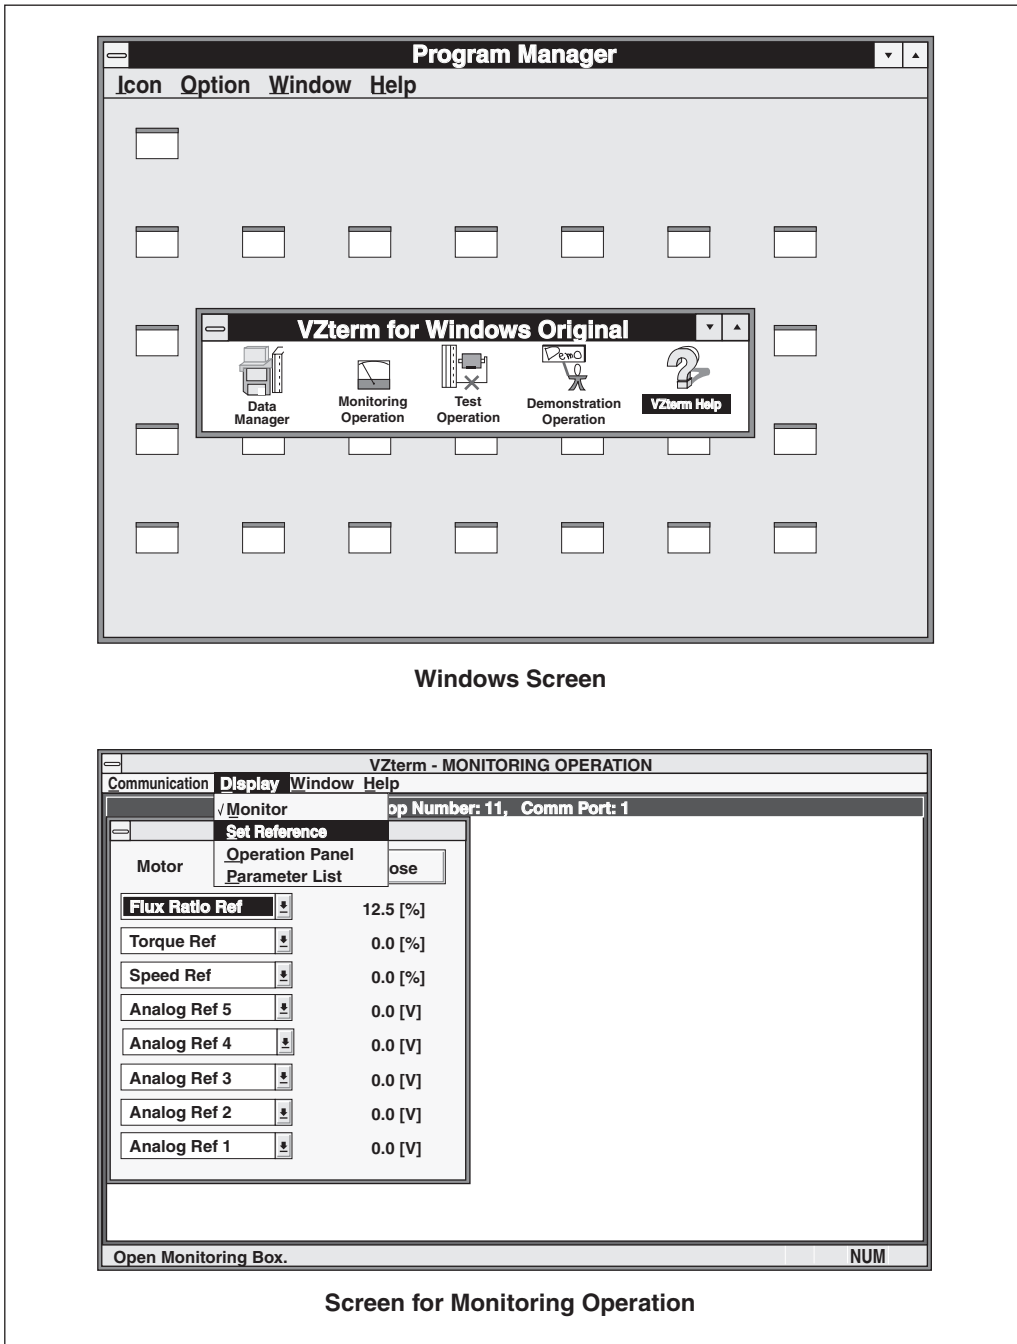 Program Manager
Icon Option Window Help
VZterm for Windows Original
Data
Manager
Monitoring
Operation
Test
Operation
Demo
Demonstration
Operation
VZterm Help
Windows Screen
VZterm - MONITORING OPERATION
Communication Display Window Help
Number: 11, Comm Port: 1
√ Monitor
Set Reference
Operation Panel
Parameter List
Motor
Flux Ratio Ref 12.5 [%]
Torque Ref 0.0 [%]
Speed Ref 0.0 [%]
Analog Ref 5 0.0 [V]
Analog Ref 4 0.0 [V]
Analog Ref 3 0.0 [V]
Analog Ref 2 0.0 [V]
Analog Ref 1 0.0 [V]
Open Monitoring Box. NUM
Screen for Monitoring Operation